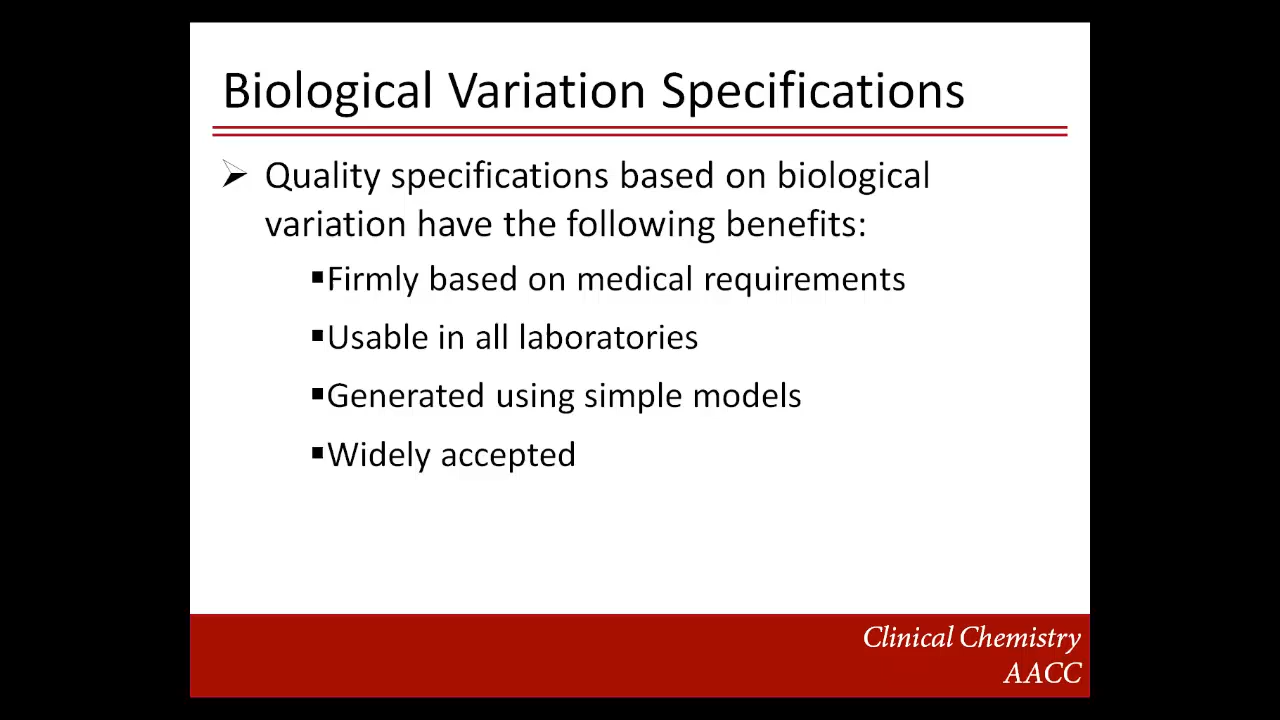 Biological Variation Specifications
➢ Quality specifications based on biological
variation have the following benefits:
▪Firmly based on medical requirements
▪Usable in all laboratories
▪Generated using simple models
▪Widely accepted
Clinical Chemistry
AACC